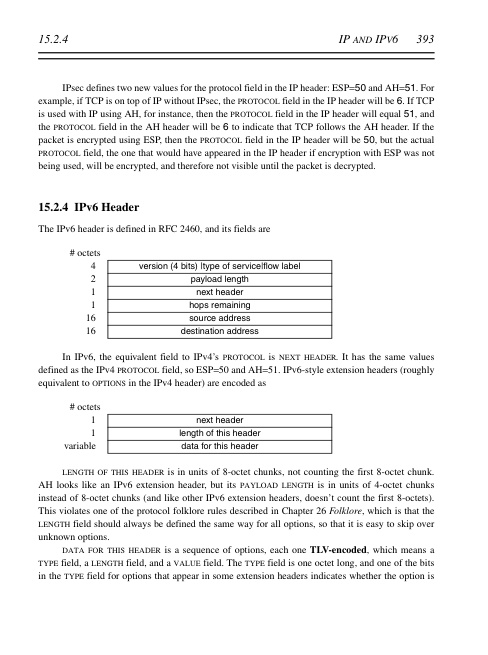 15.2.4 IP AND IPV6 393
IPsec defines two new values for the protocol field in the IP header: ESP=50 and AH=51. For
example, if TCP is on top of IP without IPsec, the PROTOCOL field in the IP header will be 6. If TCP
is used with IP using AH, for instance, then the PROTOCOL field in the IP header will equal 51, and
the PROTOCOL field in the AH header will be 6 to indicate that TCP follows the AH header. If the
packet is encrypted using ESP, then the PROTOCOL field in the IP header will be 50, but the actual
PROTOCOL field, the one that would have appeared in the IP header if encryption with ESP was not
being used, will be encrypted, and therefore not visible until the packet is decrypted.
15.2.4 IPv6 Header
The IPv6 header is defined in RFC 2460, and its fields are
# octets
4 version (4 bits) |type of service|flow label
2 payload length
1 next header
1 hops remaining
16 source address
16 destination address
In IPv6, the equivalent field to IPv4's PROTOCOL is NEXT HEADER. It has the same values
defined as the IPv4 PROTOCOL field, so ESP=50 and AH=51. IPv6-style extension headers (roughly
equivalent to OPTIONS in the IPv4 header) are encoded as
# octets
1 next header
1 length of this header
variable data for this header
LENGTH OF THIS HEADER is in units of 8-octet chunks, not counting the first 8-octet chunk.
AH looks like an IPv6 extension header, but its PAYLOAD LENGTH is in units of 4-octet chunks
instead of 8-octet chunks (and like other IPv6 extension headers, doesn't count the first 8-octets).
This violates one of the protocol folklore rules described in Chapter 26 Folklore, which is that the
LENGTH field should always be defined the same way for all options, so that it is easy to skip over
unknown options.
DATA FOR THIS HEADER is a sequence of options, each one TLV-encoded, which means a
TYPE field, a LENGTH field, and a VALUE field. The TYPE field is one octet long, and one of the bits
in the TYPE field for options that appear in some extension headers indicates whether the option is